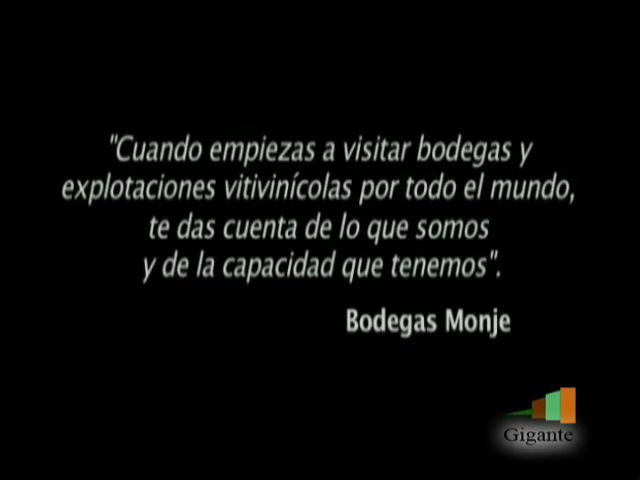 "Cuando empiezas a visitar bodegas y
explotaciones vitivinícolas por todo el mundo,
te das cuenta de lo que somos
y de la capacidad que tenemos".
Bodegas Monje
Gigante